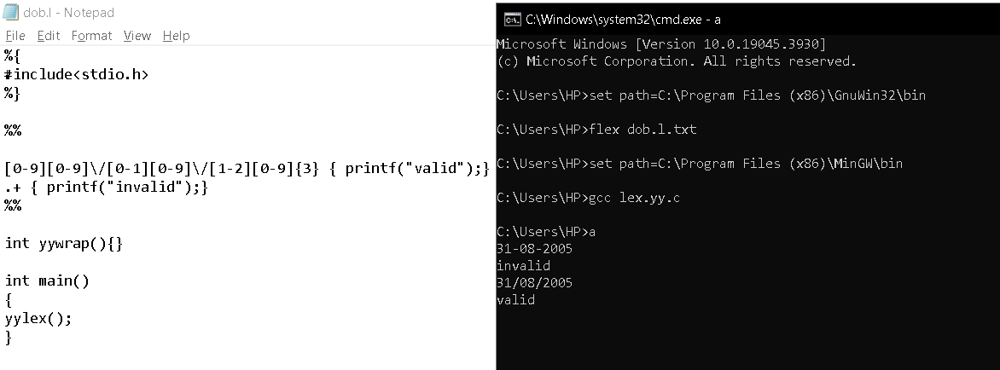 dob.l - Notepad
File Edit Format View Help
%{
#include<stdio.h>
%}
%%
[0-9][0-9]\/[0-1][0-9]\/[1-2][0-9]{3} { printf("valid");}
.+ { printf("invalid");}
%%
int yywrap(){}
int main()
{
yylex();
}
C:\Windows\system32\cmd.exe - a
Microsoft Windows [Version 10.0.19045.3930]
(c) Microsoft Corporation. All rights reserved.
C:\Users\HP>set path=C:\Program Files (x86)\GnuWin32\bin
C:\Users\HP>flex dob.l.txt
C:\Users\HP>set path=C:\Program Files (x86)\MinGW\bin
C:\Users\HP>gcc lex.yy.c
C:\Users\HP>a
31-08-2005
invalid
31/08/2005
valid